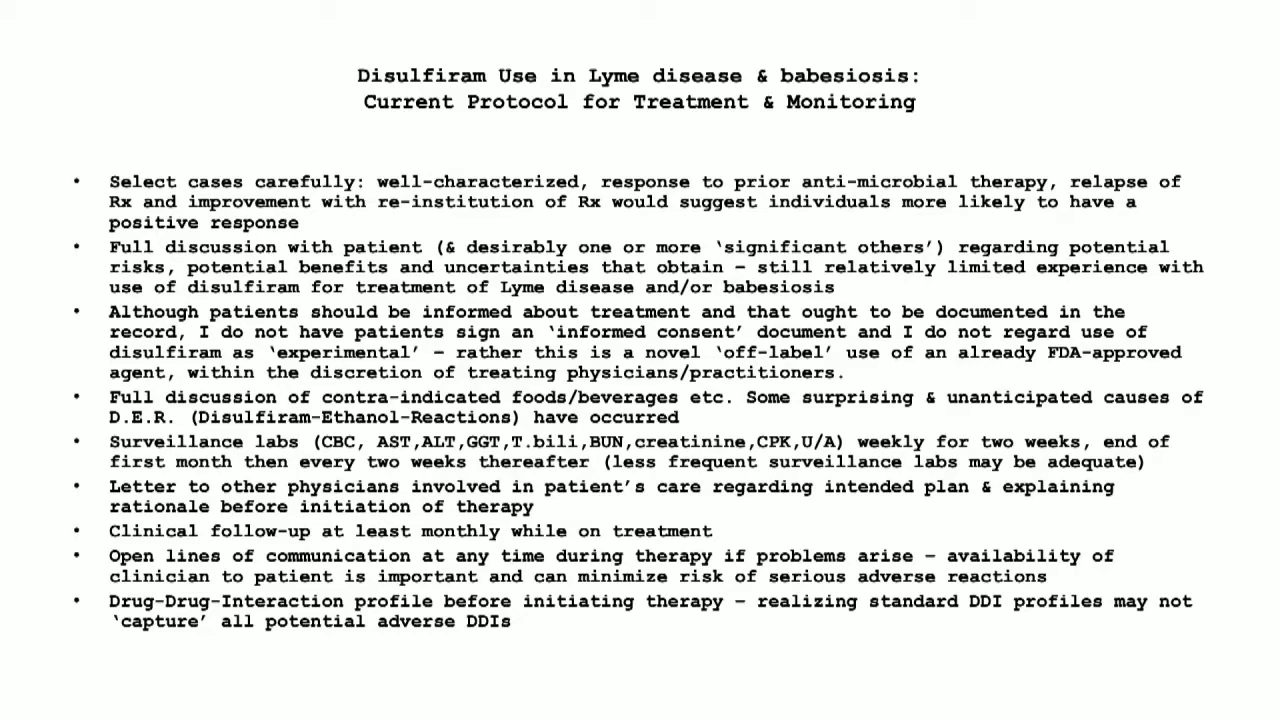 Disulfiram Use in Lyme disease & babesiosis:
Current Protocol for Treatment & Monitoring
• Select cases carefully: well-characterized, response to prior anti-microbial therapy, relapse of
Rx and improvement with re-institution of Rx would suggest individuals more likely to have a
positive response
• Full discussion with patient (& desirably one or more ‘significant others’) regarding potential
risks, potential benefits and uncertainties that obtain – still relatively limited experience with
use of disulfiram for treatment of Lyme disease and/or babesiosis
• Although patients should be informed about treatment and that ought to be documented in the
record, I do not have patients sign an ‘informed consent’ document and I do not regard use of
disulfiram as ‘experimental’ – rather this is a novel ‘off-label’ use of an already FDA-approved
agent, within the discretion of treating physicians/practitioners.
• Full discussion of contra-indicated foods/beverages etc. Some surprising & unanticipated causes of
D.E.R. (Disulfiram-Ethanol-Reactions) have occurred
• Surveillance labs (CBC, AST,ALT,GGT,T.bili,BUN,creatinine,CPK,U/A) weekly for two weeks, end of
first month then every two weeks thereafter (less frequent surveillance labs may be adequate)
• Letter to other physicians involved in patient’s care regarding intended plan & explaining
rationale before initiation of therapy
• Clinical follow-up at least monthly while on treatment
• Open lines of communication at any time during therapy if problems arise – availability of
clinician to patient is important and can minimize risk of serious adverse reactions
• Drug-Drug-Interaction profile before initiating therapy – realizing standard DDI profiles may not
‘capture’ all potential adverse DDIs